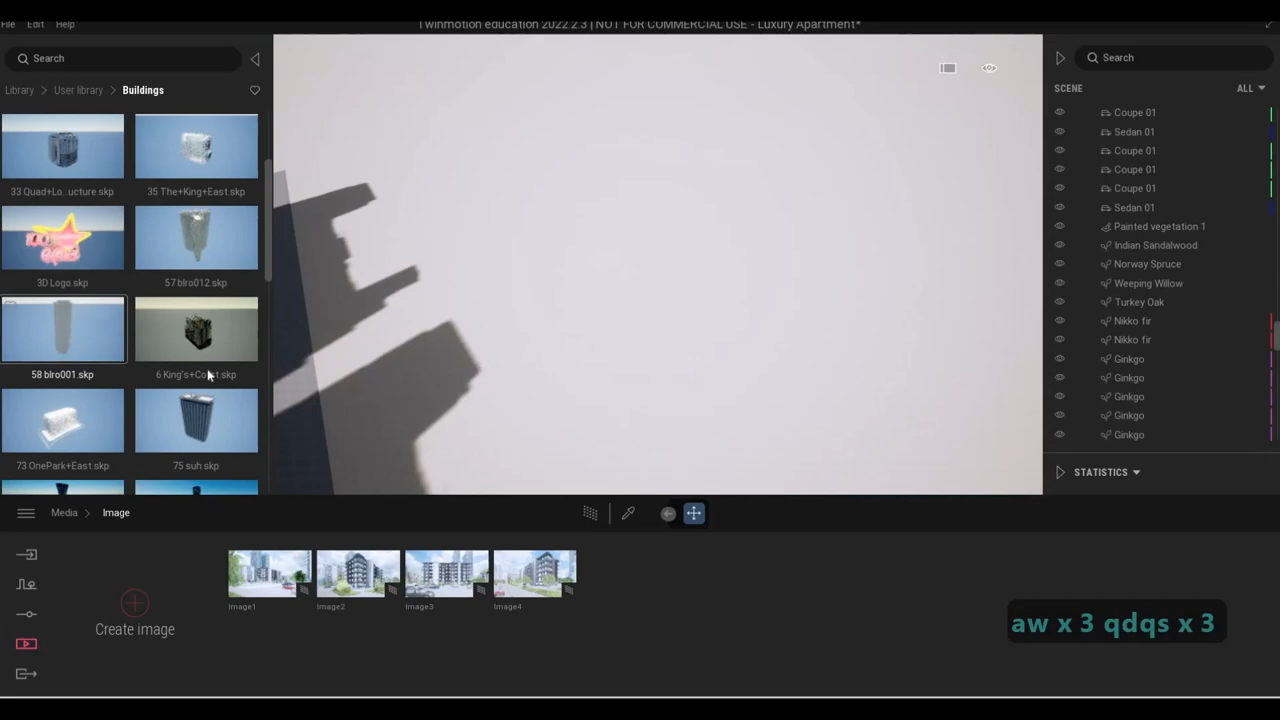 Twinmotion education 2022.2.3 | NOT FOR COMMERCIAL USE - Luxury Apartment*
File Edit Help
Search
Library > User library > Buildings
33 Quad+Lo...ucture.skp
35 The+King+East.skp
3D Logo.skp
57 blro012.skp
58 blro001.skp
73 OnePark+East.skp
75 suh.skp
Search
SCENE
ALL
Coupe 01
Sedan 01
Coupe 01
Coupe 01
Coupe 01
Sedan 01
Painted vegetation 1
Indian Sandalwood
Norway Spruce
Weeping Willow
Turkey Oak
Nikko fir
Nikko fir
Ginkgo
Ginkgo
Ginkgo
Ginkgo
Ginkgo
STATISTICS
Media > Image
Create image
Image1
Image2
Image3
Image4
aw x 3 qdqs x 3